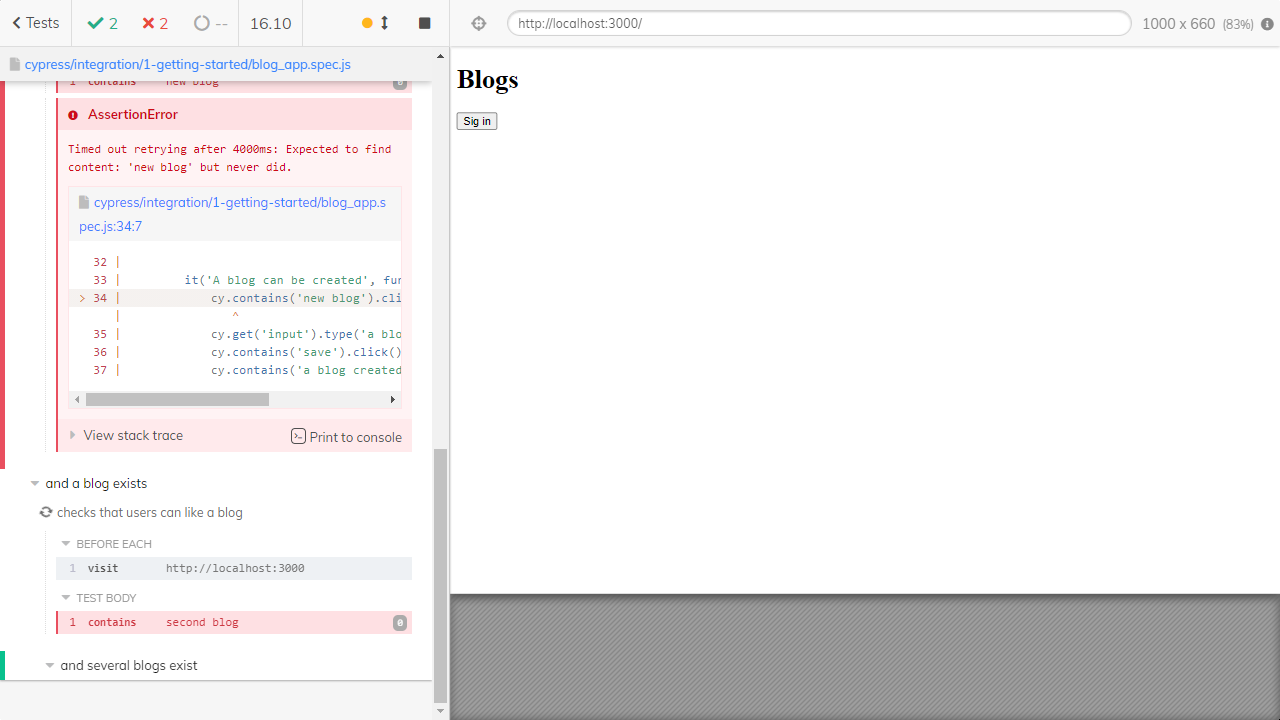 Tests 2 2 -- 16.10
http://localhost:3000/ 1000 x 660 (83%)
cypress/integration/1-getting-started/blog_app.spec.js
1 contains new blog 0
AssertionError
Timed out retrying after 4000ms: Expected to find
content: 'new blog' but never did.
cypress/integration/1-getting-started/blog_app.s
pec.js:34:7
32 |
33 | it('A blog can be created', fun
> 34 | cy.contains('new blog').cli
| ^
35 | cy.get('input').type('a blo
36 | cy.contains('save').click()
37 | cy.contains('a blog created
View stack trace Print to console
and a blog exists
checks that users can like a blog
BEFORE EACH
1 visit http://localhost:3000
TEST BODY
1 contains second blog 0
and several blogs exist
Blogs
Sig in